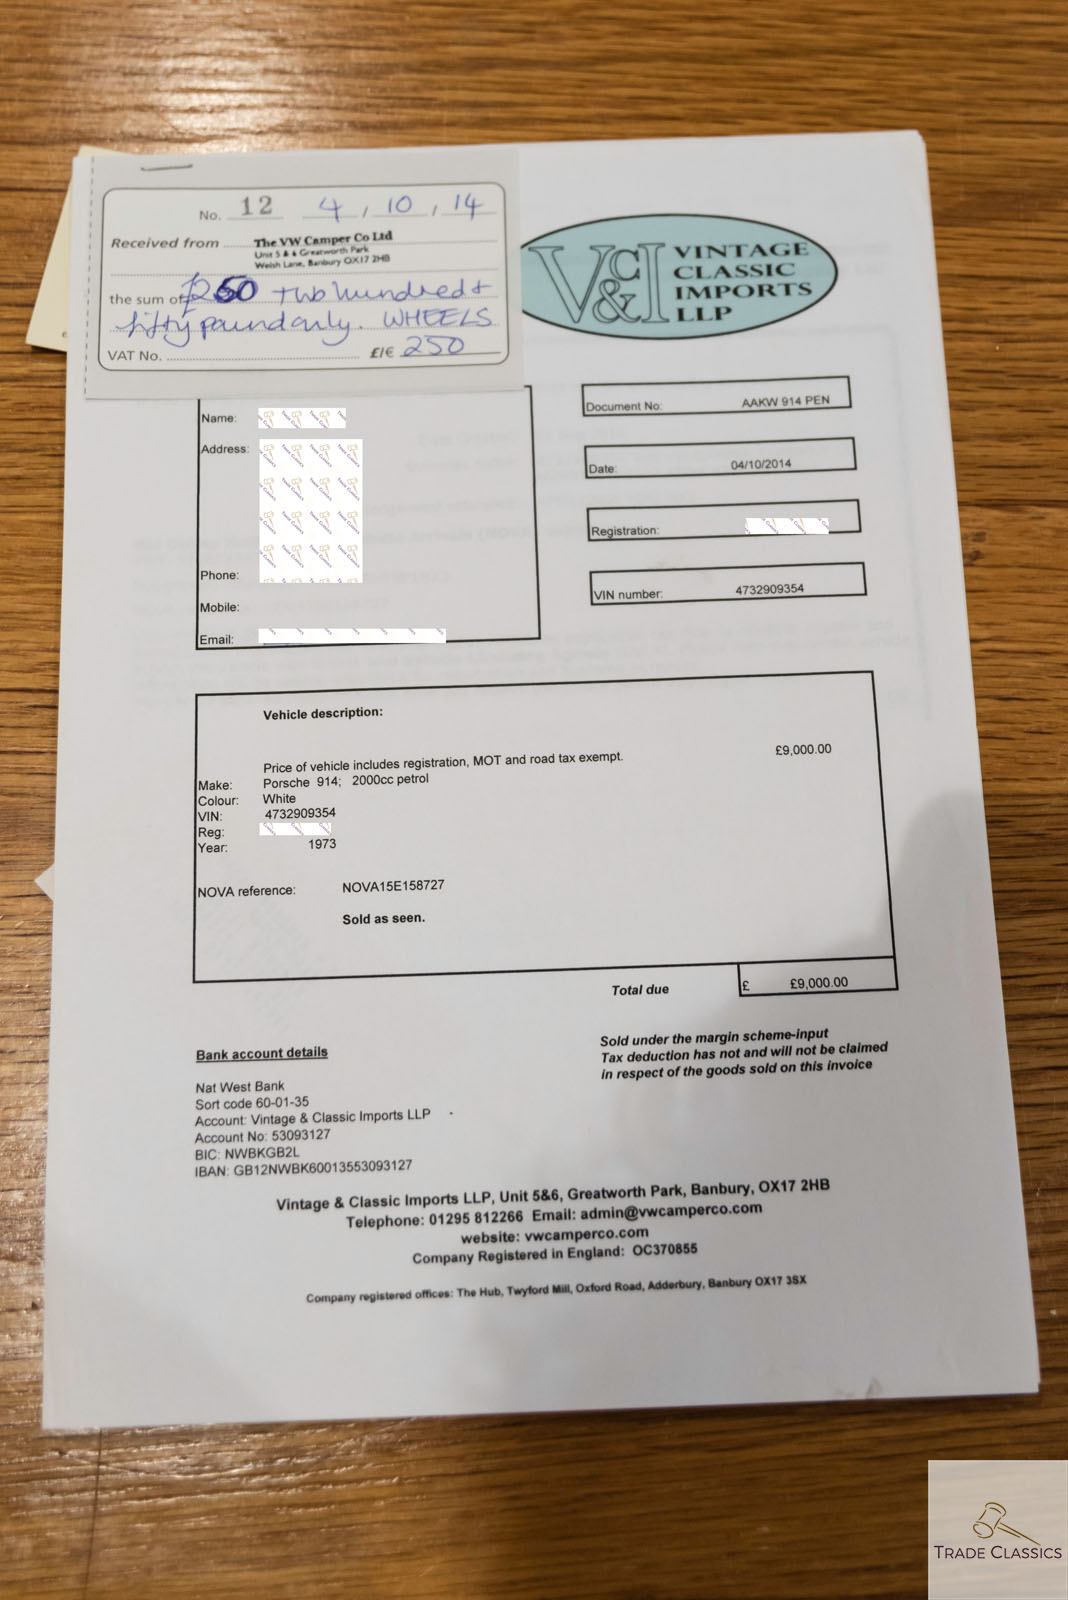 No. 12 4, 10, 14
Received from The VW Camper Co Ltd
Unit 5 & 6 Greatworth Park
Welsh Lane, Banbury OX17 2HB
the sum of £250 Two hundred &
fifty pound only. WHEELS
VAT No. £/€ 250
V&CI VINTAGE
CLASSIC
IMPORTS
LLP
Name:
Address:
Phone:
Mobile:
Email:
Document No: AAKW 914 PEN
Date: 04/10/2014
Registration:
VIN number: 4732909354
Vehicle description:
Price of vehicle includes registration, MOT and road tax exempt. £9,000.00
Make: Porsche 914; 2000cc petrol
Colour: White
VIN: 4732909354
Reg:
Year: 1973
NOVA reference: NOVA15E158727
Sold as seen.
Total due £ £9,000.00
Sold under the margin scheme-input
Tax deduction has not and will not be claimed
in respect of the goods sold on this invoice
Bank account details
Nat West Bank
Sort code 60-01-35
Account: Vintage & Classic Imports LLP
Account No: 53093127
BIC: NWBKGB2L
IBAN: GB12NWBK60013553093127
Vintage & Classic Imports LLP, Unit 5&6, Greatworth Park, Banbury, OX17 2HB
Telephone: 01295 812266 Email: admin@vwcamperco.com
website: vwcamperco.com
Company Registered in England: OC370855
Company registered offices: The Hub, Twyford Mill, Oxford Road, Adderbury, Banbury OX17 3SX
TRADE CLASSICS